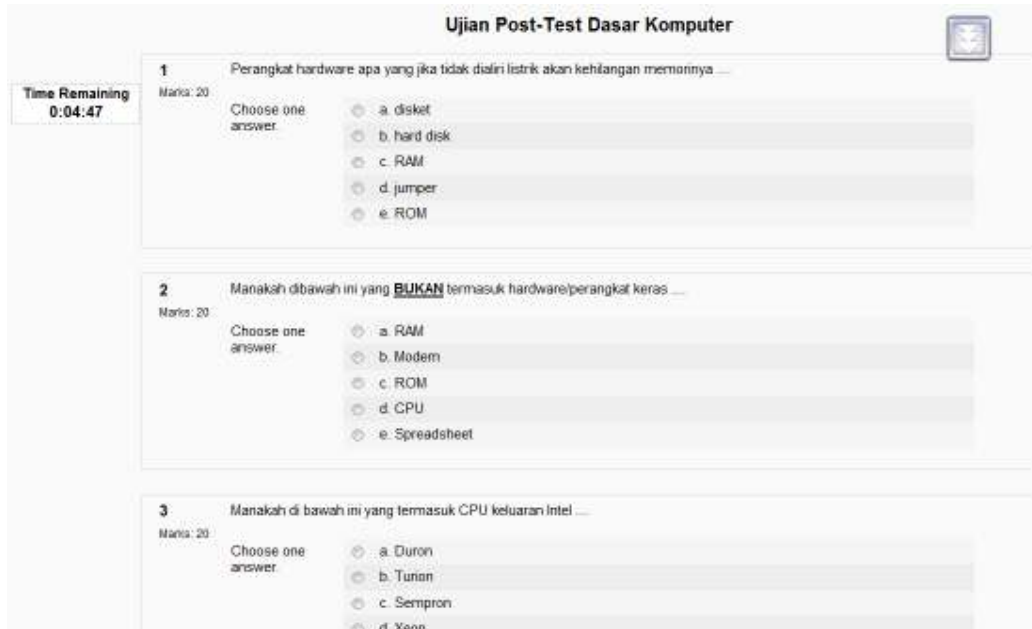 Ujian Post-Test Dasar Komputer
Time Remaining
0:04:47
1
Marks: 20
Perangkat hardware apa yang jika tidak dialiri listrik akan kehilangan memorinya ....
Choose one
answer.
a. disket
b. hard disk
c. RAM
d. jumper
e. ROM
2
Marks: 20
Manakah dibawah ini yang BUKAN termasuk hardware/perangkat keras ....
Choose one
answer.
a. RAM
b. Modem
c. ROM
d. CPU
e. Spreadsheet
3
Marks: 20
Manakah di bawah ini yang termasuk CPU keluaran Intel ....
Choose one
answer.
a. Duron
b. Turion
c. Sempron
d. Xeon